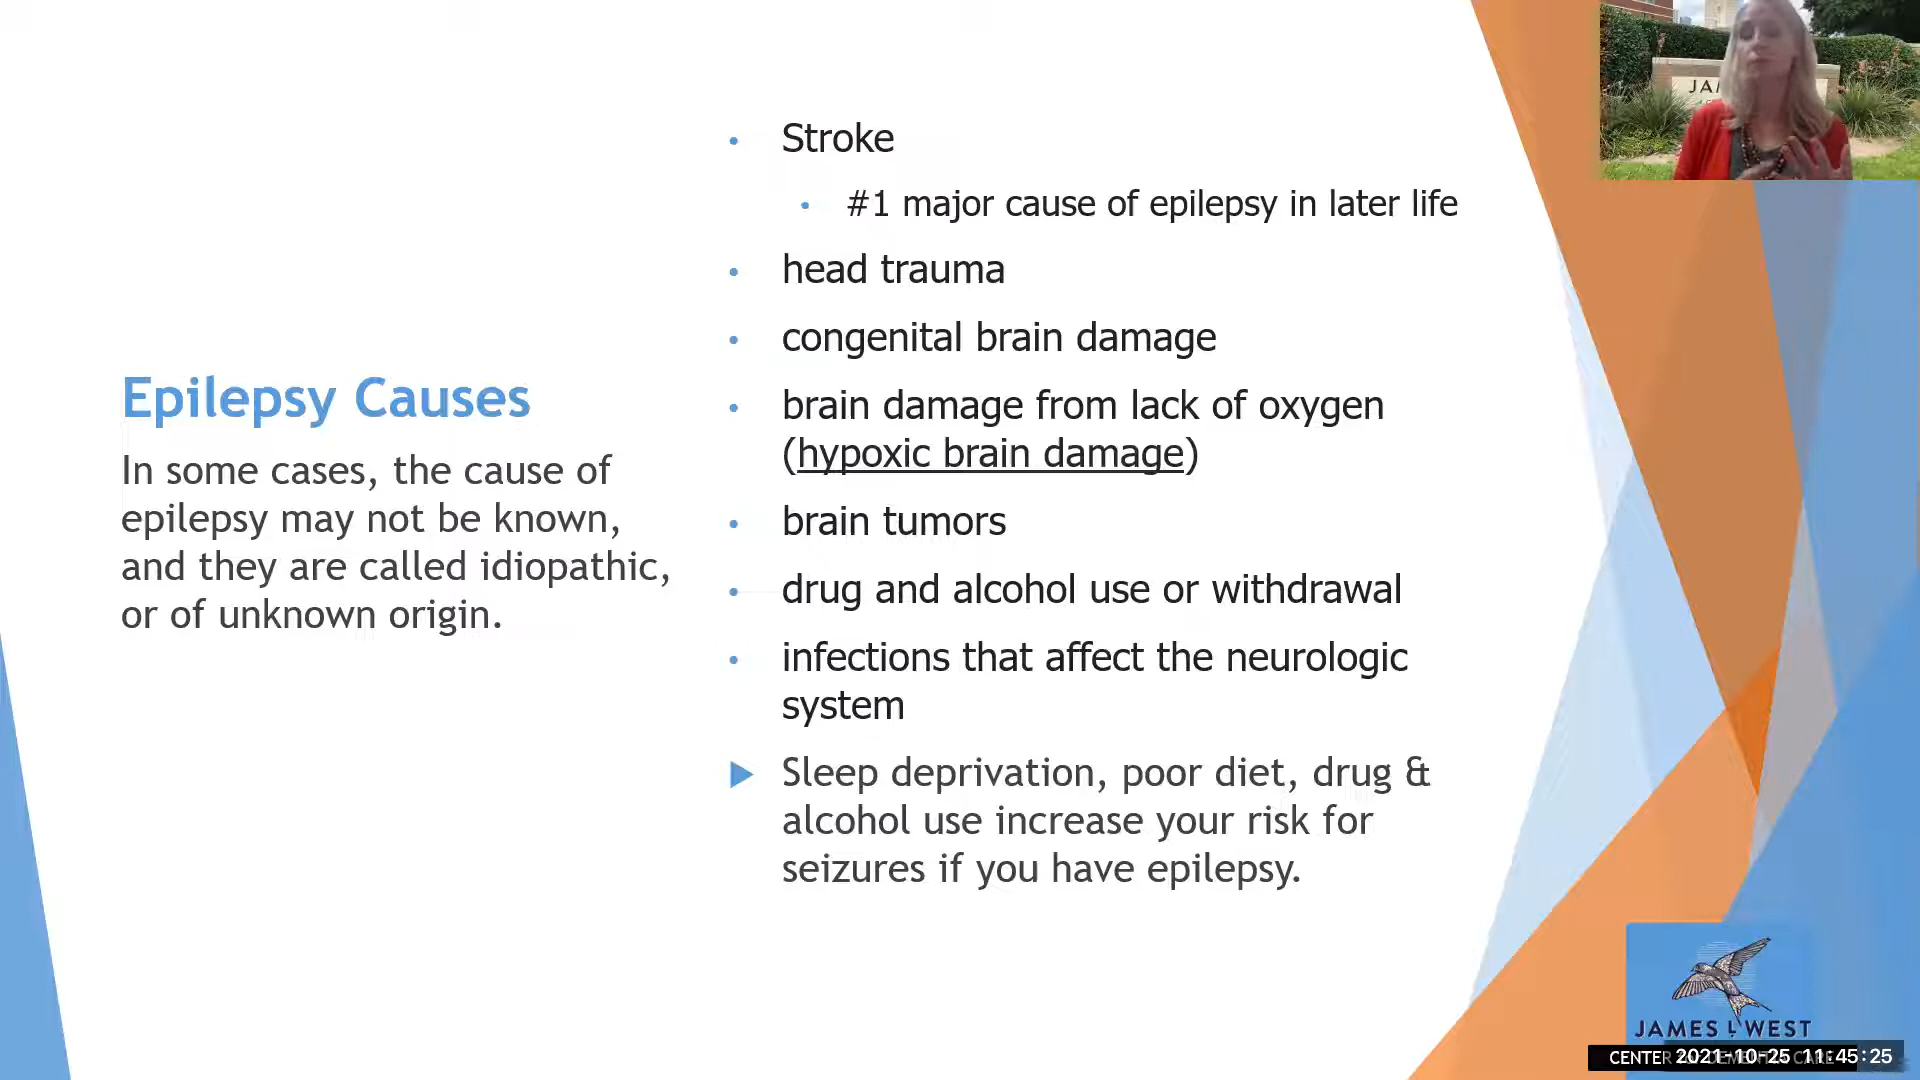 Epilepsy Causes
In some cases, the cause of
epilepsy may not be known,
and they are called idiopathic,
or of unknown origin.
• Stroke
• #1 major cause of epilepsy in later life
• head trauma
• congenital brain damage
• brain damage from lack of oxygen
(hypoxic brain damage)
• brain tumors
• drug and alcohol use or withdrawal
• infections that affect the neurologic
system
Sleep deprivation, poor diet, drug &
alcohol use increase your risk for
seizures if you have epilepsy.
JAMES L WEST
CENTER
2021-10-25 11:45:25